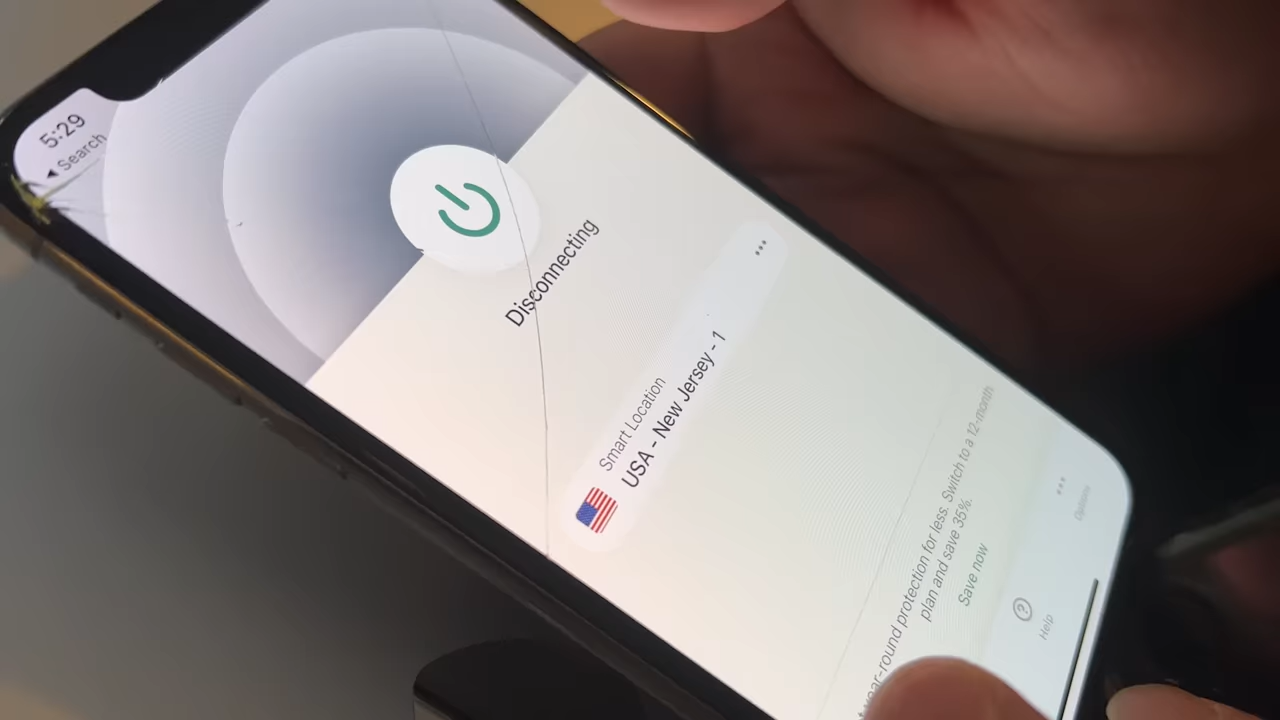 5:29
◀ Search
Disconnecting
Smart Location
USA - New Jersey - 1
year-round protection for less. Switch to a 12-month
plan and save 35%.
Save now
Help
Options